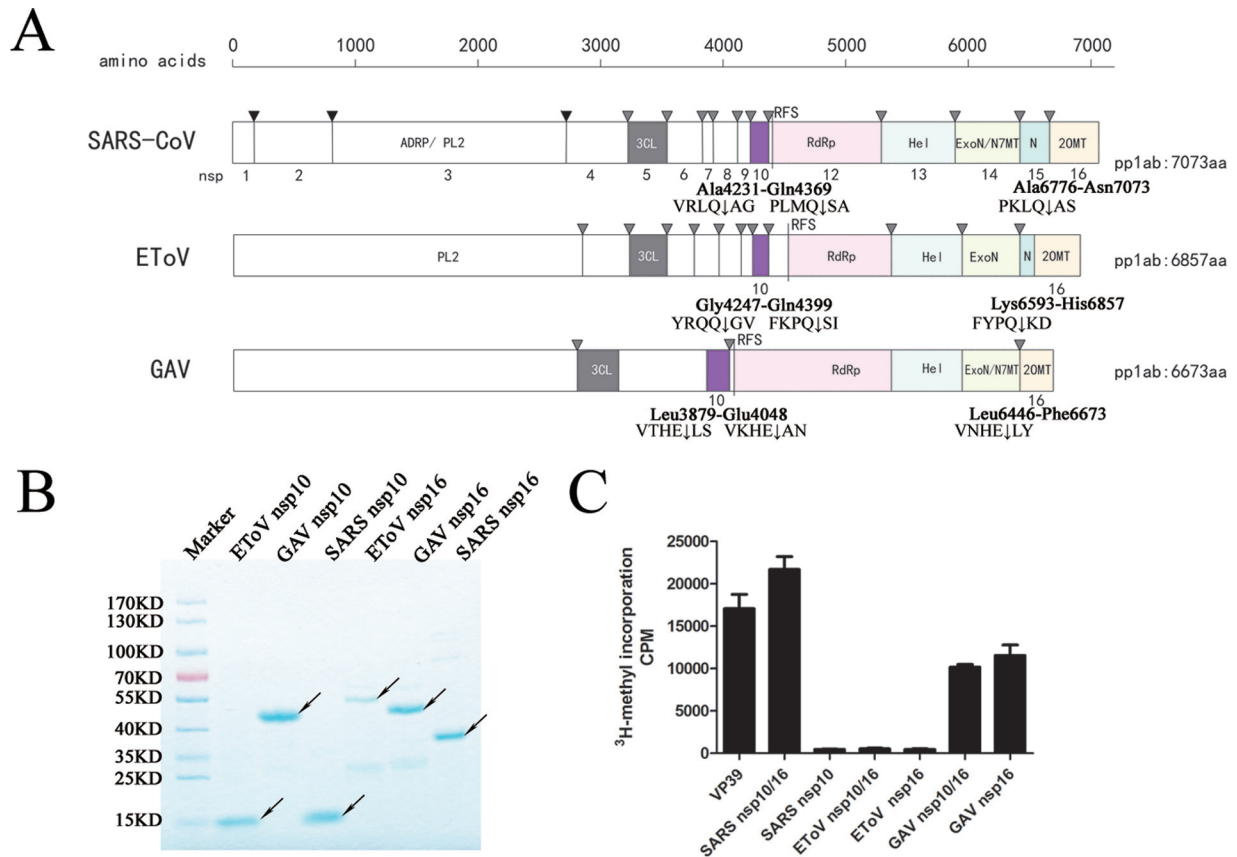 A
0 1000 2000 3000 4000 5000 6000 7000
amino acids
RFS
SARS-CoV
ADRP/ PL2 3CL RdRp Hel ExoN/N7MT N 2OMT
pp1ab:7073aa
nsp 1 2 3 4 5 6 7 8 9 10 12 13 14 15 16
Ala4231-Gln4369 Ala6776-Asn7073
VRLQ↓AG PLMQ↓SA PKLQ↓AS
RFS
EToV
PL2 3CL RdRp Hel ExoN N 2OMT
pp1ab:6857aa
10 16
Gly4247-Gln4399 Lys6593-His6857
YRQQ↓GV FKPQ↓SI FYPQ↓KD
RFS
GAV
3CL RdRp Hel ExoN/N7MT 2OMT
pp1ab:6673aa
10 16
Leu3879-Glu4048 Leu6446-Phe6673
VTHE↓LS VKHE↓AN VNHE↓LY
B
Marker
EToV nsp10
GAV nsp10
SARS nsp10
EToV nsp16
GAV nsp16
SARS nsp16
170KD
130KD
100KD
70KD
55KD
40KD
35KD
25KD
15KD
C
³H-methyl incorporation
CPM
25000
20000
15000
10000
5000
0
VP39
SARS nsp10/16
SARS nsp10
EToV nsp10/16
EToV nsp16
GAV nsp10/16
GAV nsp16